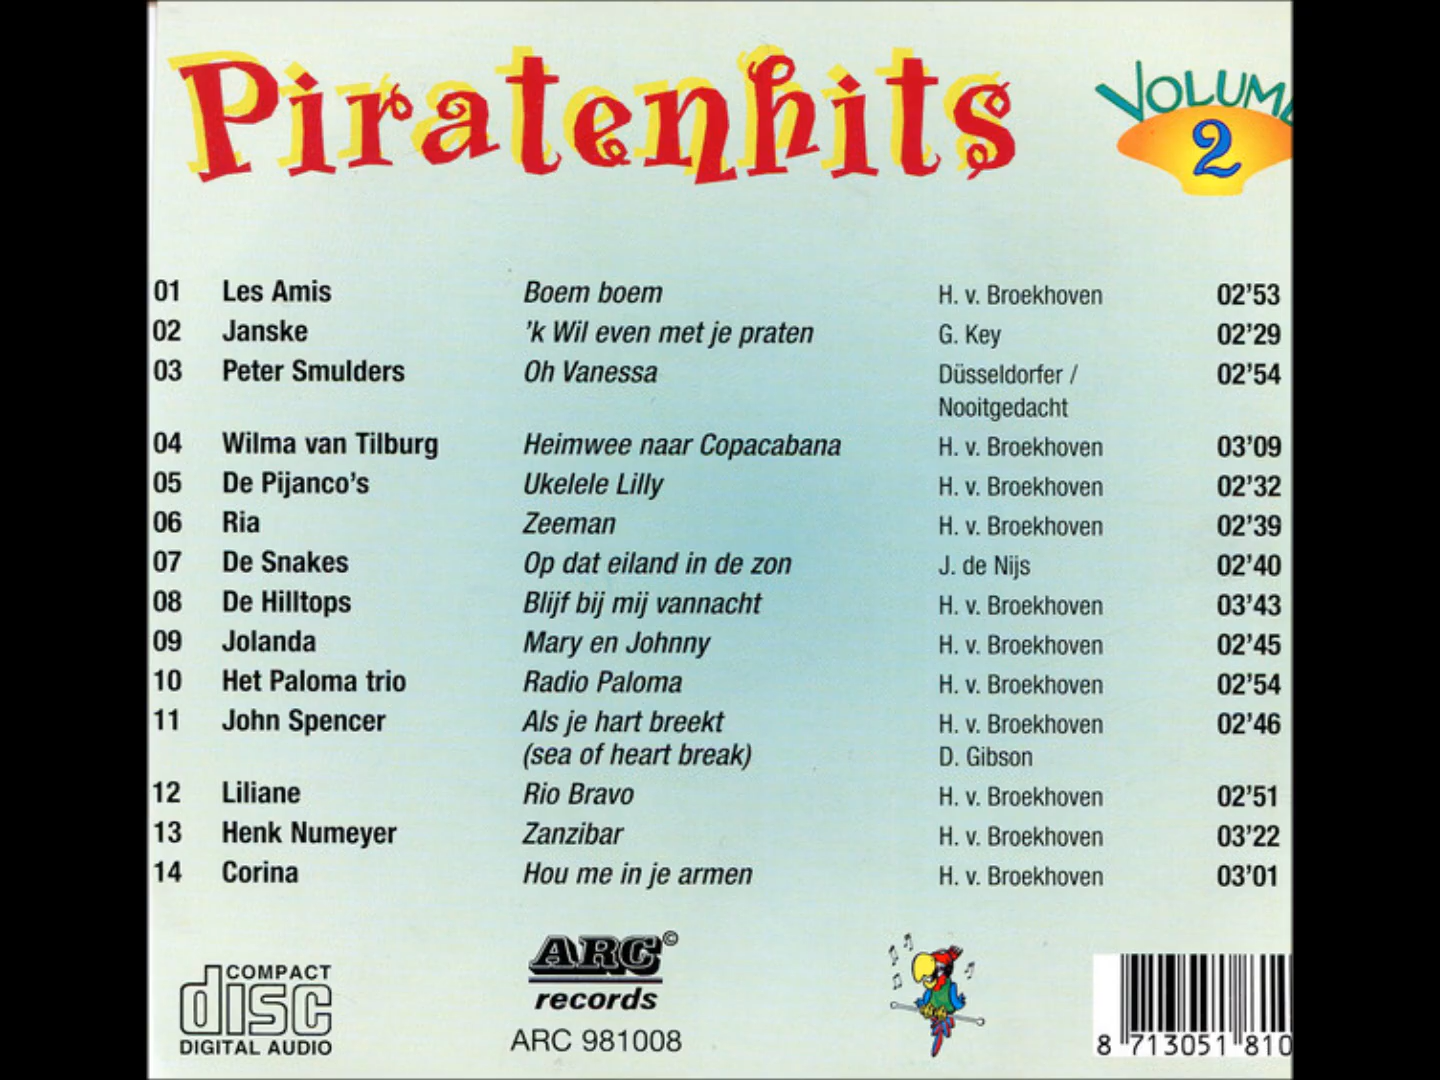 Piratenhits
VOLUME
2
01 Les Amis Boem boem H. v. Broekhoven 02'53
02 Janske 'k Wil even met je praten G. Key 02'29
03 Peter Smulders Oh Vanessa Düsseldorfer / 02'54
Nooitgedacht
04 Wilma van Tilburg Heimwee naar Copacabana H. v. Broekhoven 03'09
05 De Pijanco's Ukelele Lilly H. v. Broekhoven 02'32
06 Ria Zeeman H. v. Broekhoven 02'39
07 De Snakes Op dat eiland in de zon J. de Nijs 02'40
08 De Hilltops Blijf bij mij vannacht H. v. Broekhoven 03'43
09 Jolanda Mary en Johnny H. v. Broekhoven 02'45
10 Het Paloma trio Radio Paloma H. v. Broekhoven 02'54
11 John Spencer Als je hart breekt H. v. Broekhoven 02'46
(sea of heart break) D. Gibson
12 Liliane Rio Bravo H. v. Broekhoven 02'51
13 Henk Numeyer Zanzibar H. v. Broekhoven 03'22
14 Corina Hou me in je armen H. v. Broekhoven 03'01
COMPACT
disc
DIGITAL AUDIO
ARC©
records
ARC 981008
8 713051 810